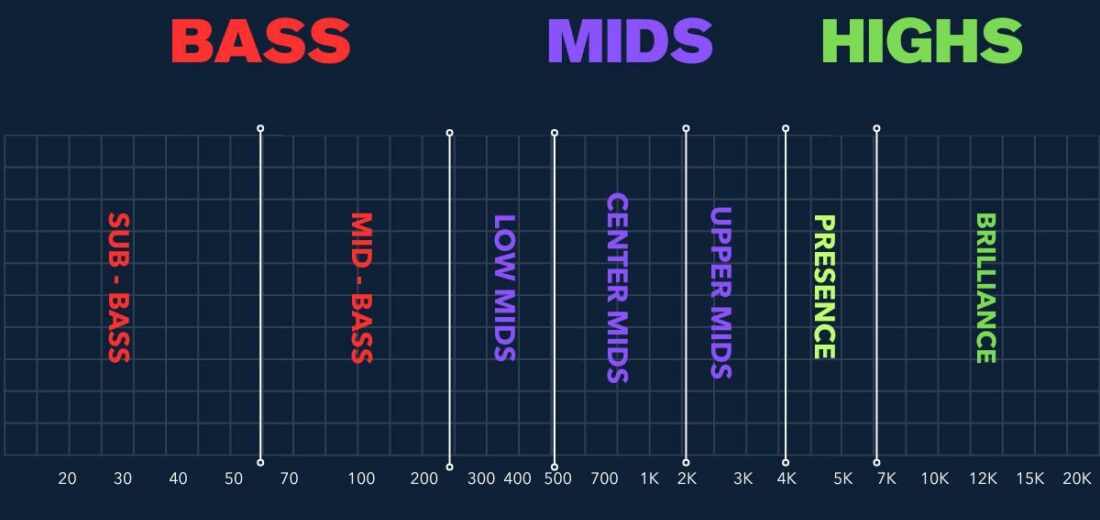 BASS MIDS HIGHS
SUB - BASS
MID - BASS
LOW MIDS
CENTER MIDS
UPPER MIDS
PRESENCE
BRILLIANCE
20 30 40 50 70 100 200 300 400 500 700 1K 2K 3K 4K 5K 7K 10K 12K 15K 20K